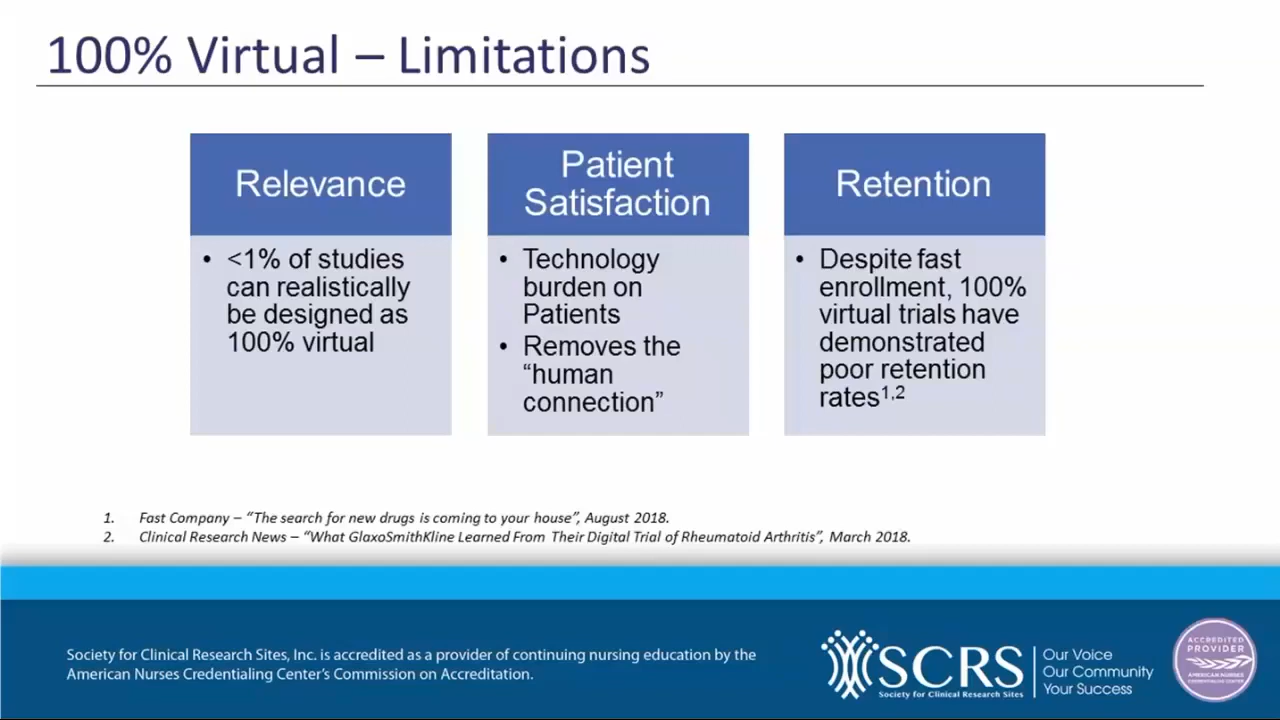 100% Virtual – Limitations
Relevance
• <1% of studies
can realistically
be designed as
100% virtual
Patient
Satisfaction
• Technology
burden on
Patients
• Removes the
“human
connection”
Retention
• Despite fast
enrollment, 100%
virtual trials have
demonstrated
poor retention
rates1,2
1. Fast Company – “The search for new drugs is coming to your house”, August 2018.
2. Clinical Research News – “What GlaxoSmithKline Learned From Their Digital Trial of Rheumatoid Arthritis”, March 2018.
Society for Clinical Research Sites, Inc. is accredited as a provider of continuing nursing education by the
American Nurses Credentialing Center’s Commission on Accreditation.
SCRS
Society for Clinical Research Sites
Our Voice
Our Community
Your Success
ACCREDITED
PROVIDER
AMERICAN NURSES
CREDENTIALING CENTER